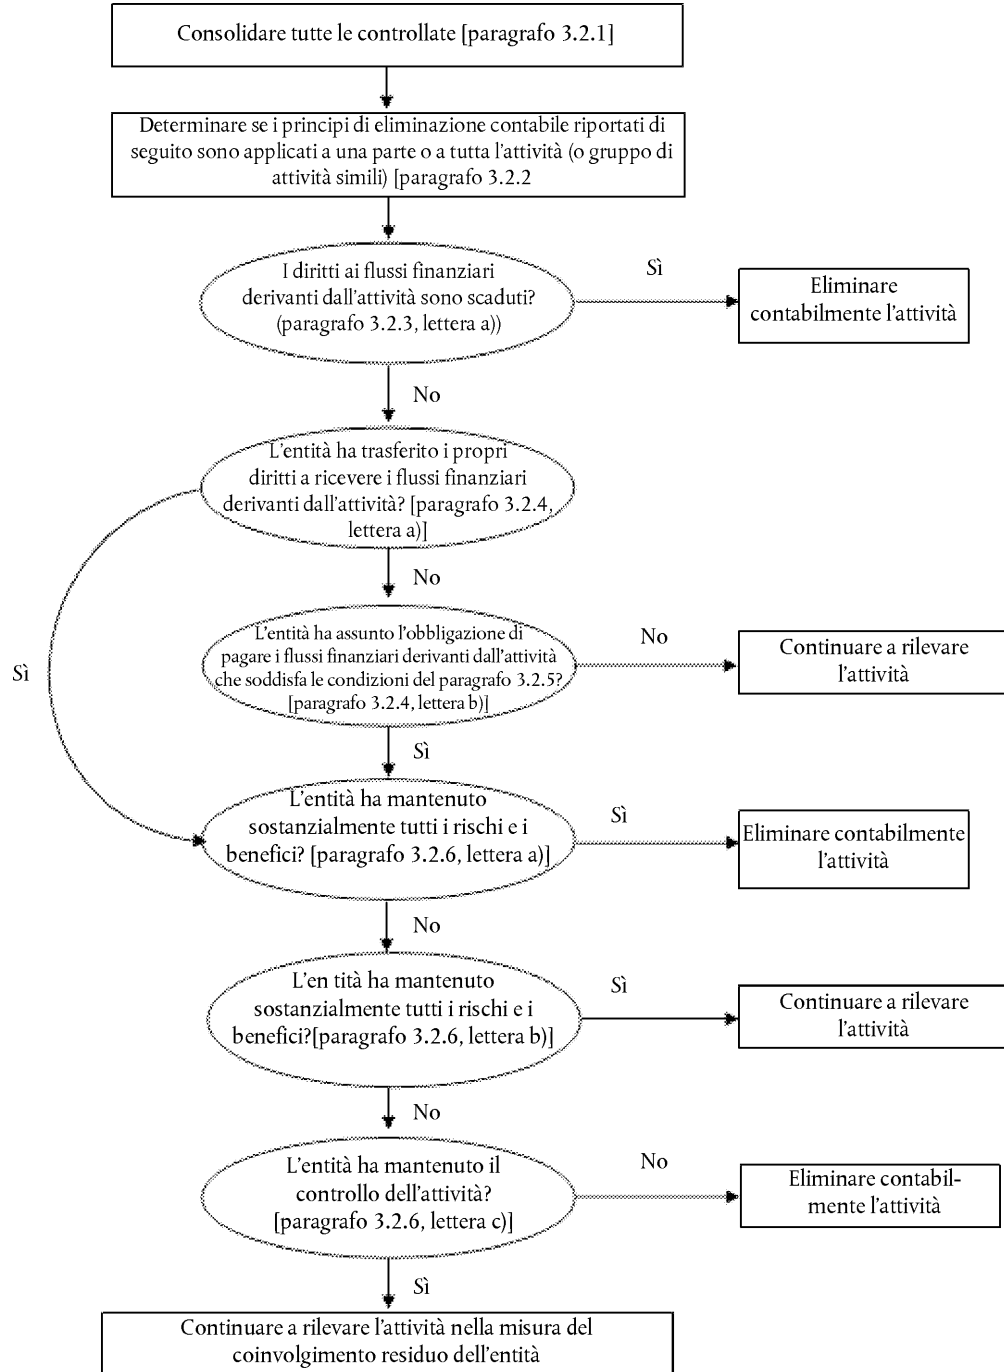 Consolidare tutte le controllate [paragrafo 3.2.1]
Determinare se i principi di eliminazione contabile riportati di
seguito sono applicati a una parte o a tutta l'attività (o gruppo di
attività simili) [paragrafo 3.2.2
I diritti ai flussi finanziari
derivanti dall'attività sono scaduti?
(paragrafo 3.2.3, lettera a))
Sì
Eliminare
contabilmente l'attività
No
L'entità ha trasferito i propri
diritti a ricevere i flussi finanziari
derivanti dall'attività? [paragrafo 3.2.4,
lettera a)]
No
Sì
L'entità ha assunto l'obbligazione di
pagare i flussi finanziari derivanti dall'attività
che soddisfa le condizioni del paragrafo 3.2.5?
[paragrafo 3.2.4, lettera b)]
No
Continuare a rilevare
l'attività
Sì
L'entità ha mantenuto
sostanzialmente tutti i rischi e i
benefici? [paragrafo 3.2.6, lettera a)]
Sì
Eliminare contabilmente
l'attività
No
L'en tità ha mantenuto
sostanzialmente tutti i rischi e i
benefici?[paragrafo 3.2.6, lettera b)]
Sì
Continuare a rilevare
l'attività
No
L'entità ha mantenuto il
controllo dell'attività?
[paragrafo 3.2.6, lettera c)]
No
Eliminare contabil-
mente l'attività
Sì
Continuare a rilevare l'attività nella misura del
coinvolgimento residuo dell'entità